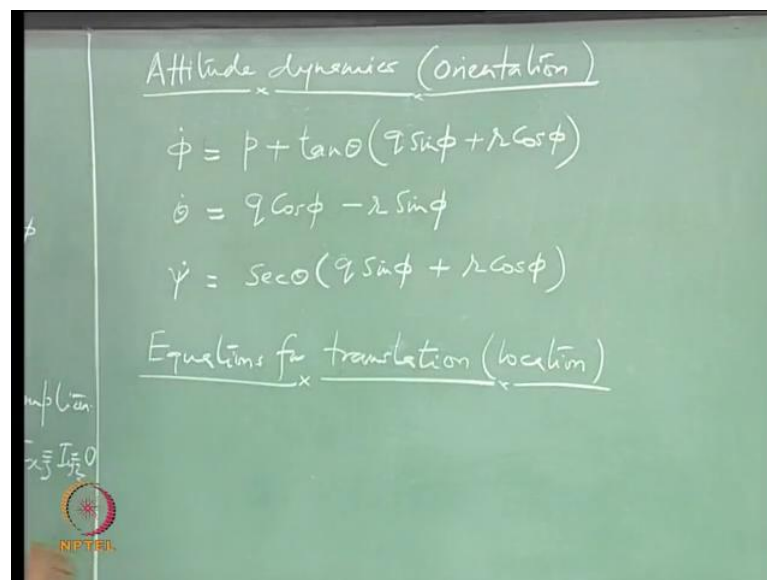 Attitude dynamics (Orientation)
φ̇ = p + tanθ(q Sinφ + r Cosφ)
θ̇ = q Cosφ − r Sinφ
ψ̇ = Secθ(q Sinφ + r Cosφ)
Equations for translation (location)
φ
NPTEL